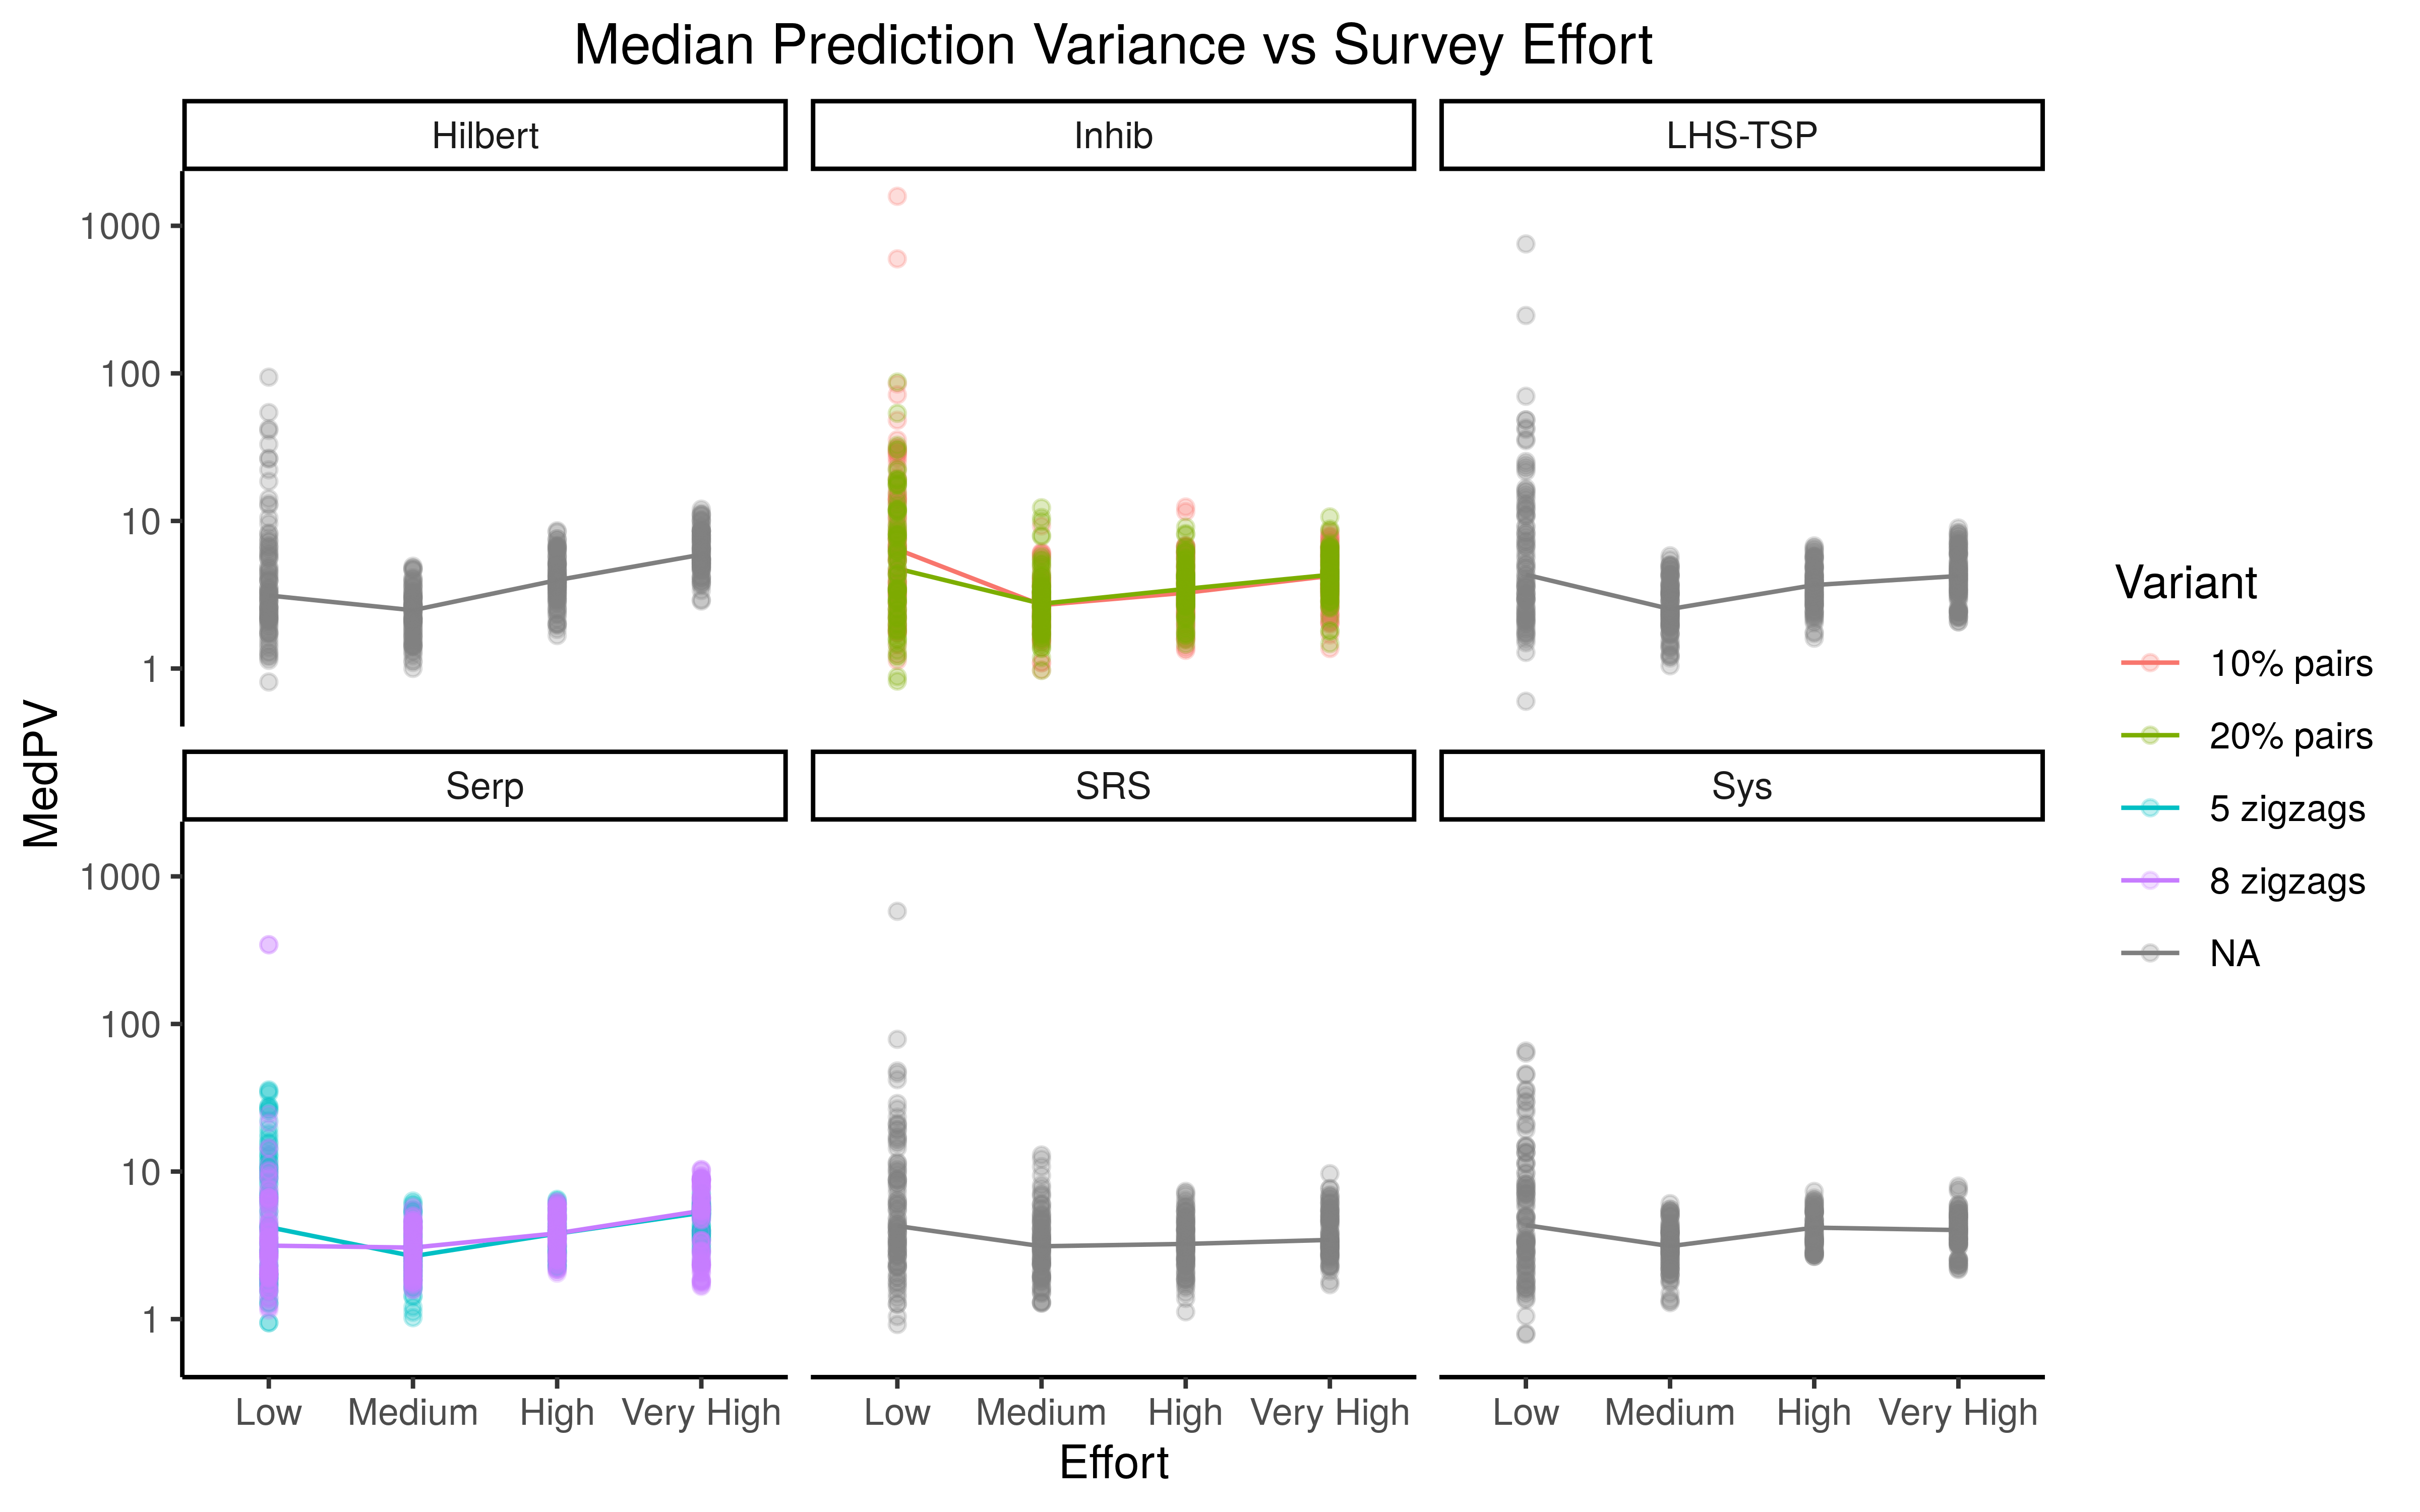 Median Prediction Variance vs Survey Effort
Hilbert
Inhib
LHS-TSP
1000
100
10
1
Serp
SRS
Sys
1000
100
10
1
MedPV
Low Medium High Very High
Low Medium High Very High
Low Medium High Very High
Effort
Variant
10% pairs
20% pairs
5 zigzags
8 zigzags
NA